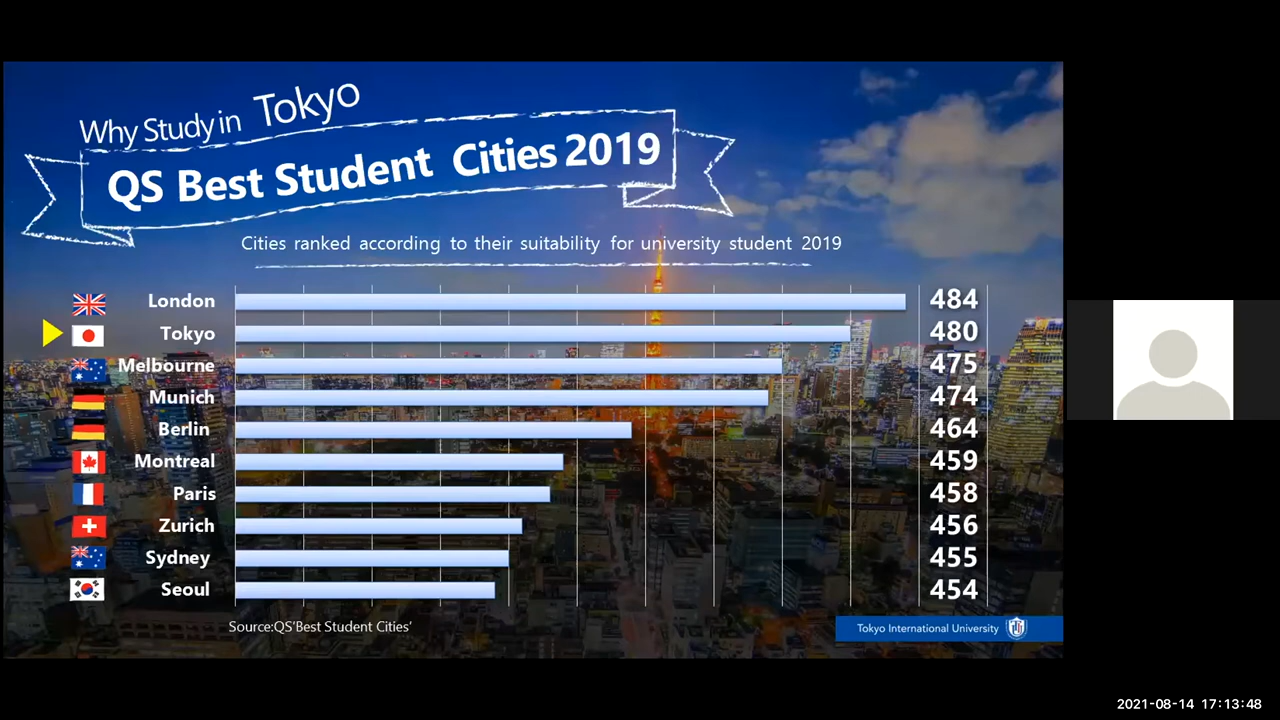 Why Study in Tokyo
QS Best Student Cities 2019
Cities ranked according to their suitability for university student 2019
London 484
Tokyo 480
Melbourne 475
Munich 474
Berlin 464
Montreal 459
Paris 458
Zurich 456
Sydney 455
Seoul 454
Source:QS'Best Student Cities'
Tokyo International University
2021-08-14 17:13:48